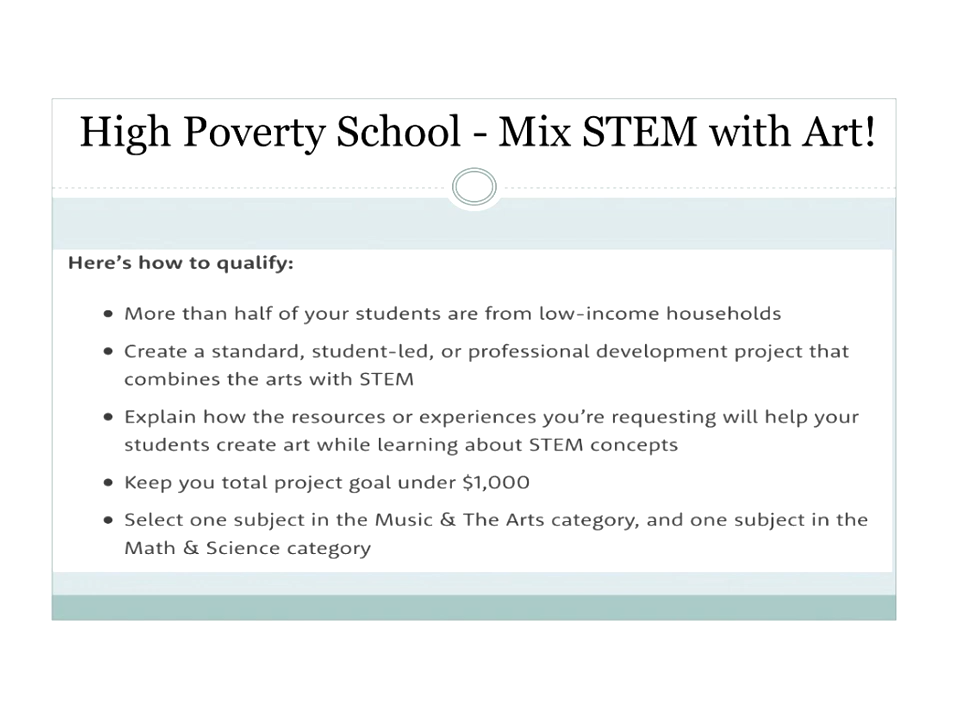 High Poverty School - Mix STEM with Art!
Here's how to qualify:
• More than half of your students are from low-income households
• Create a standard, student-led, or professional development project that
combines the arts with STEM
• Explain how the resources or experiences you're requesting will help your
students create art while learning about STEM concepts
• Keep you total project goal under $1,000
• Select one subject in the Music & The Arts category, and one subject in the
Math & Science category